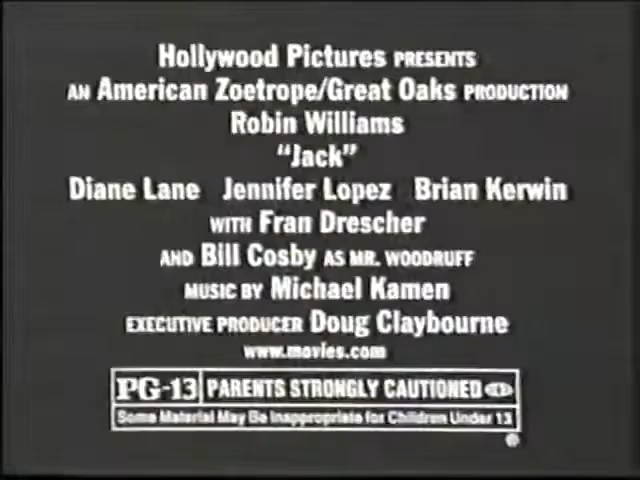 Hollywood Pictures PRESENTS
AN American Zoetrope/Great Oaks PRODUCTION
Robin Williams
“Jack”
Diane Lane Jennifer Lopez Brian Kerwin
WITH Fran Drescher
AND Bill Cosby AS MR. WOODRUFF
MUSIC BY Michael Kamen
EXECUTIVE PRODUCER Doug Claybourne
www.movies.com
PG-13 PARENTS STRONGLY CAUTIONED
Some Material May Be Inappropriate for Children Under 13